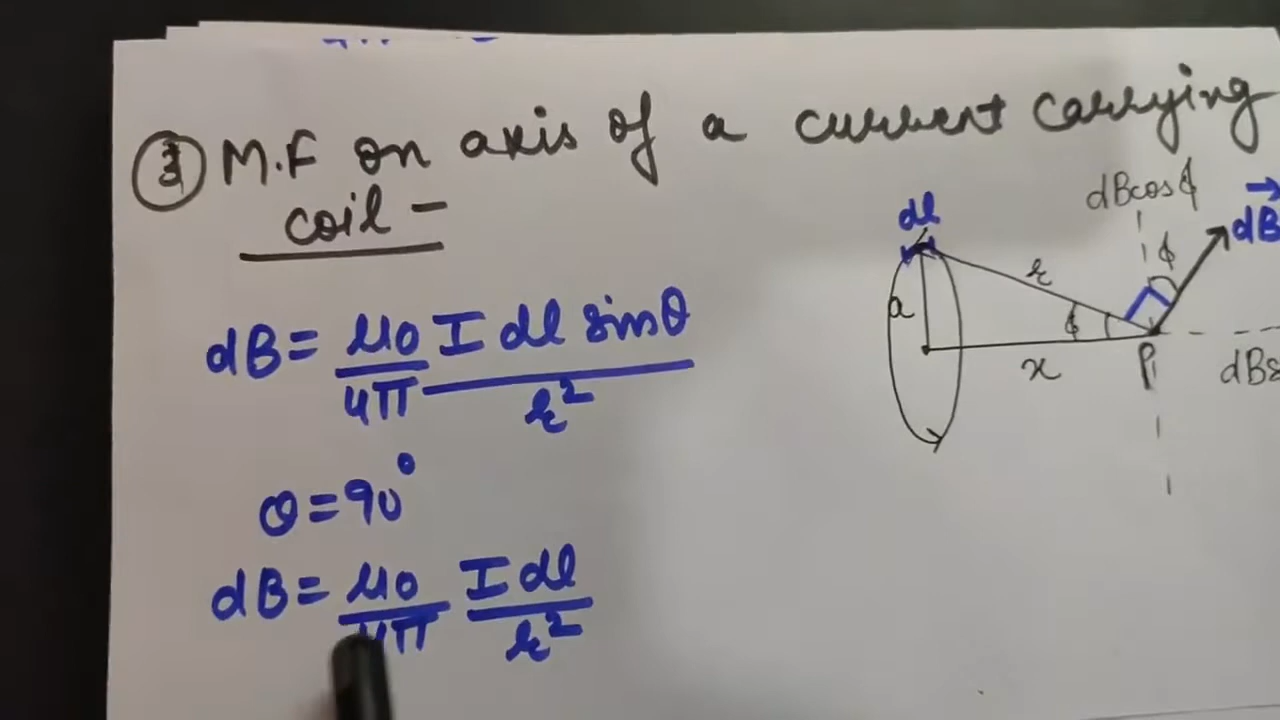 ③ M.F on axis of a current carrying
coil -
dB = μ0/4π I dl sinθ/r²
θ = 90°
dB = μ0/4π I dl/r²
dBcosϕ
dl
dB
ϕ
r
a
ϕ
x
P